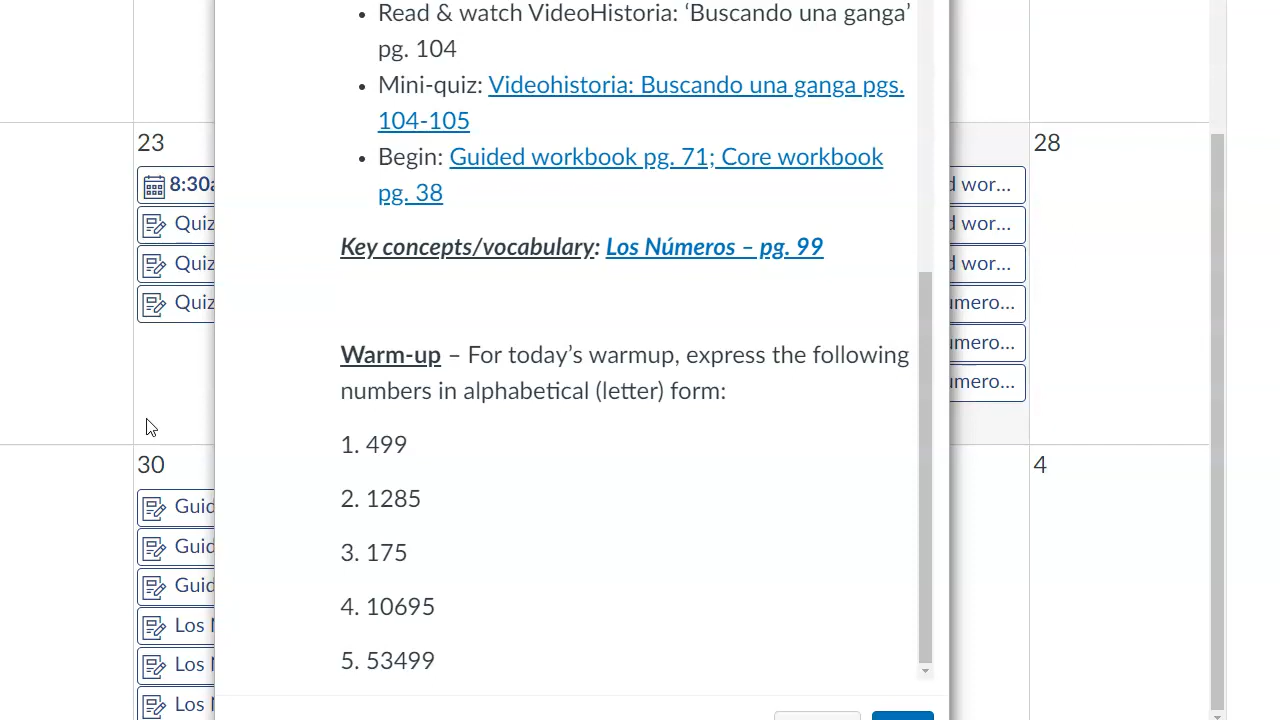 Read & watch VideoHistoria: ‘Buscando una ganga’
pg. 104
Mini-quiz: Videohistoria: Buscando una ganga pgs.
104-105
Begin: Guided workbook pg. 71; Core workbook
pg. 38
Key concepts/vocabulary: Los Números – pg. 99
Warm-up – For today’s warmup, express the following
numbers in alphabetical (letter) form:
1. 499
2. 1285
3. 175
4. 10695
5. 53499
23
8:30a
Quiz
Quiz
Quiz
30
Guid
Guid
Guid
Los
Los
Los
28
d wor...
d wor...
d wor...
umero...
umero...
umero...
4